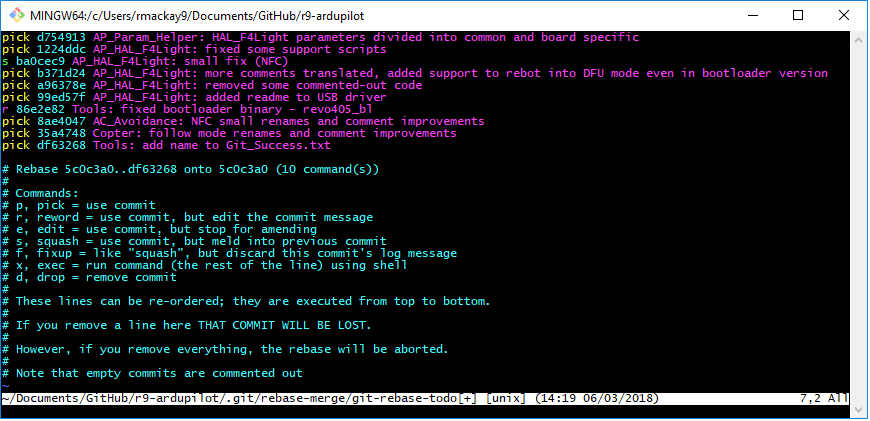 MINGW64:/c/Users/rmackay9/Documents/GitHub/r9-ardupilot
pick d754913 AP_Param_Helper: HAL_F4Light parameters divided into common and board specific
pick 1224ddc AP_HAL_F4Light: fixed some support scripts
s ba0cec9 AP_HAL_F4Light: small fix (NFC)
pick b371d24 AP_HAL_F4Light: more comments translated, added support to rebot into DFU mode even in bootloader version
pick a96378e AP_HAL_F4Light: removed some commented-out code
pick 99ed57f AP_HAL_F4Light: added readme to USB driver
r 86e2e82 Tools: fixed bootloader binary - revo405_bl
pick 8ae4047 AC_Avoidance: NFC small renames and comment improvements
pick 35a4748 Copter: follow mode renames and comment improvements
pick df63268 Tools: add name to Git_Success.txt

# Rebase 5c0c3a0..df63268 onto 5c0c3a0 (10 command(s))
#
# Commands:
# p, pick = use commit
# r, reword = use commit, but edit the commit message
# e, edit = use commit, but stop for amending
# s, squash = use commit, but meld into previous commit
# f, fixup = like "squash", but discard this commit's log message
# x, exec = run command (the rest of the line) using shell
# d, drop = remove commit
#
# These lines can be re-ordered; they are executed from top to bottom.
#
# If you remove a line here THAT COMMIT WILL BE LOST.
#
# However, if you remove everything, the rebase will be aborted.
#
# Note that empty commits are commented out
~
~/Documents/GitHub/r9-ardupilot/.git/rebase-merge/git-rebase-todo[+] [unix] (14:19 06/03/2018) 7,2 All